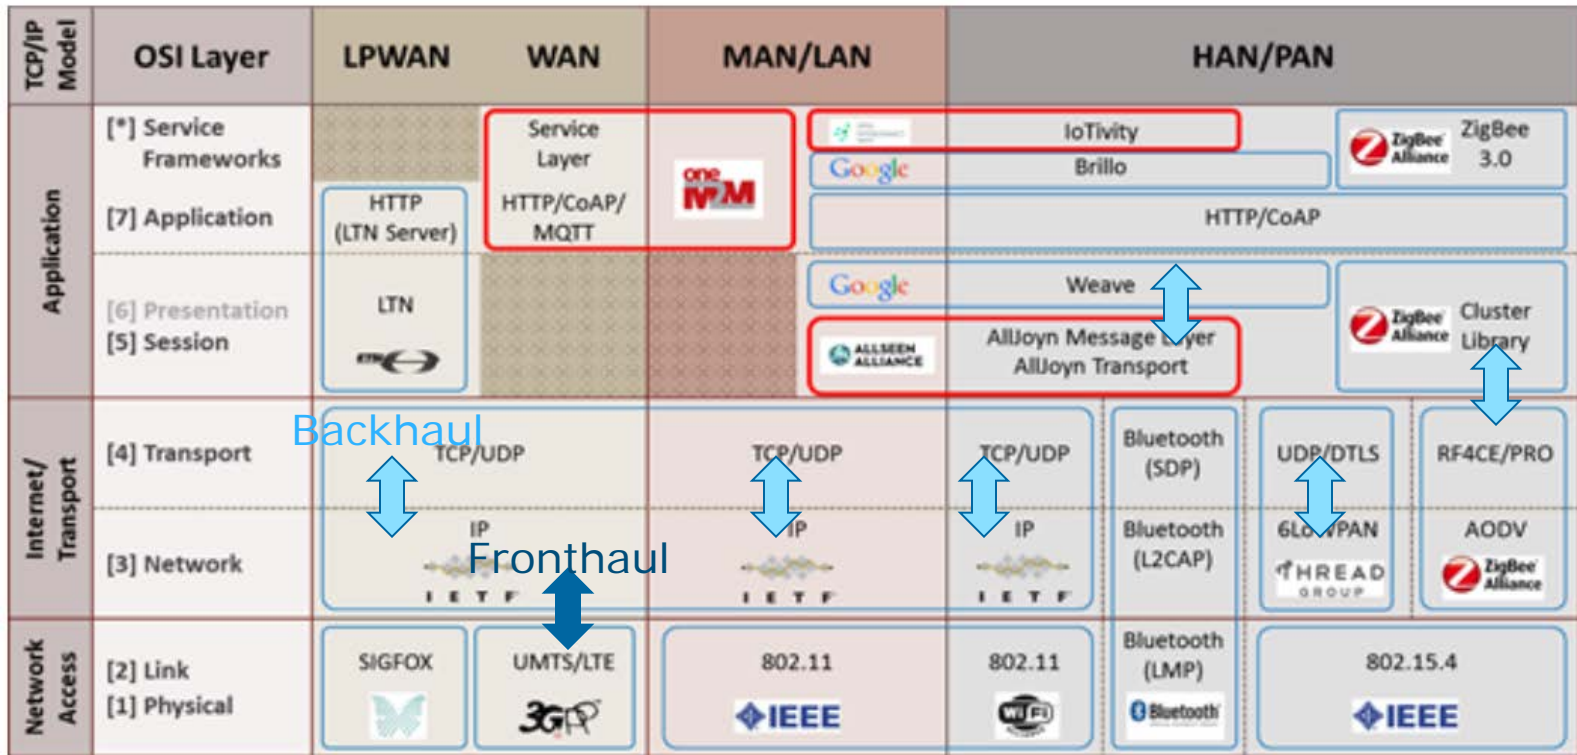 TCP/IP Model
OSI Layer
LPWAN
WAN
MAN/LAN
HAN/PAN
Application
[*] Service
Frameworks
Service
Layer
HTTP/CoAP/
MQTT
one
M2M
IoTivity
Google
Brillo
ZigBee
Alliance
ZigBee
3.0
[7] Application
HTTP
(LTN Server)
HTTP/CoAP
[6] Presentation
[5] Session
LTN
ETSI
Google
Weave
ALLSEEN
ALLIANCE
AllJoyn Message Layer
AllJoyn Transport
ZigBee
Alliance
Cluster
Library
Internet/
Transport
Backhaul
[4] Transport
TCP/UDP
TCP/UDP
TCP/UDP
Bluetooth
(SDP)
UDP/DTLS
RF4CE/PRO
[3] Network
IP
Fronthaul
I E T F
IP
I E T F
IP
I E T F
Bluetooth
(L2CAP)
6LoWPAN
THREAD
GROUP
AODV
ZigBee
Alliance
Network
Access
[2] Link
[1] Physical
SIGFOX
UMTS/LTE
3GPP
802.11
IEEE
802.11
WiFi
Bluetooth
(LMP)
Bluetooth
802.15.4
IEEE